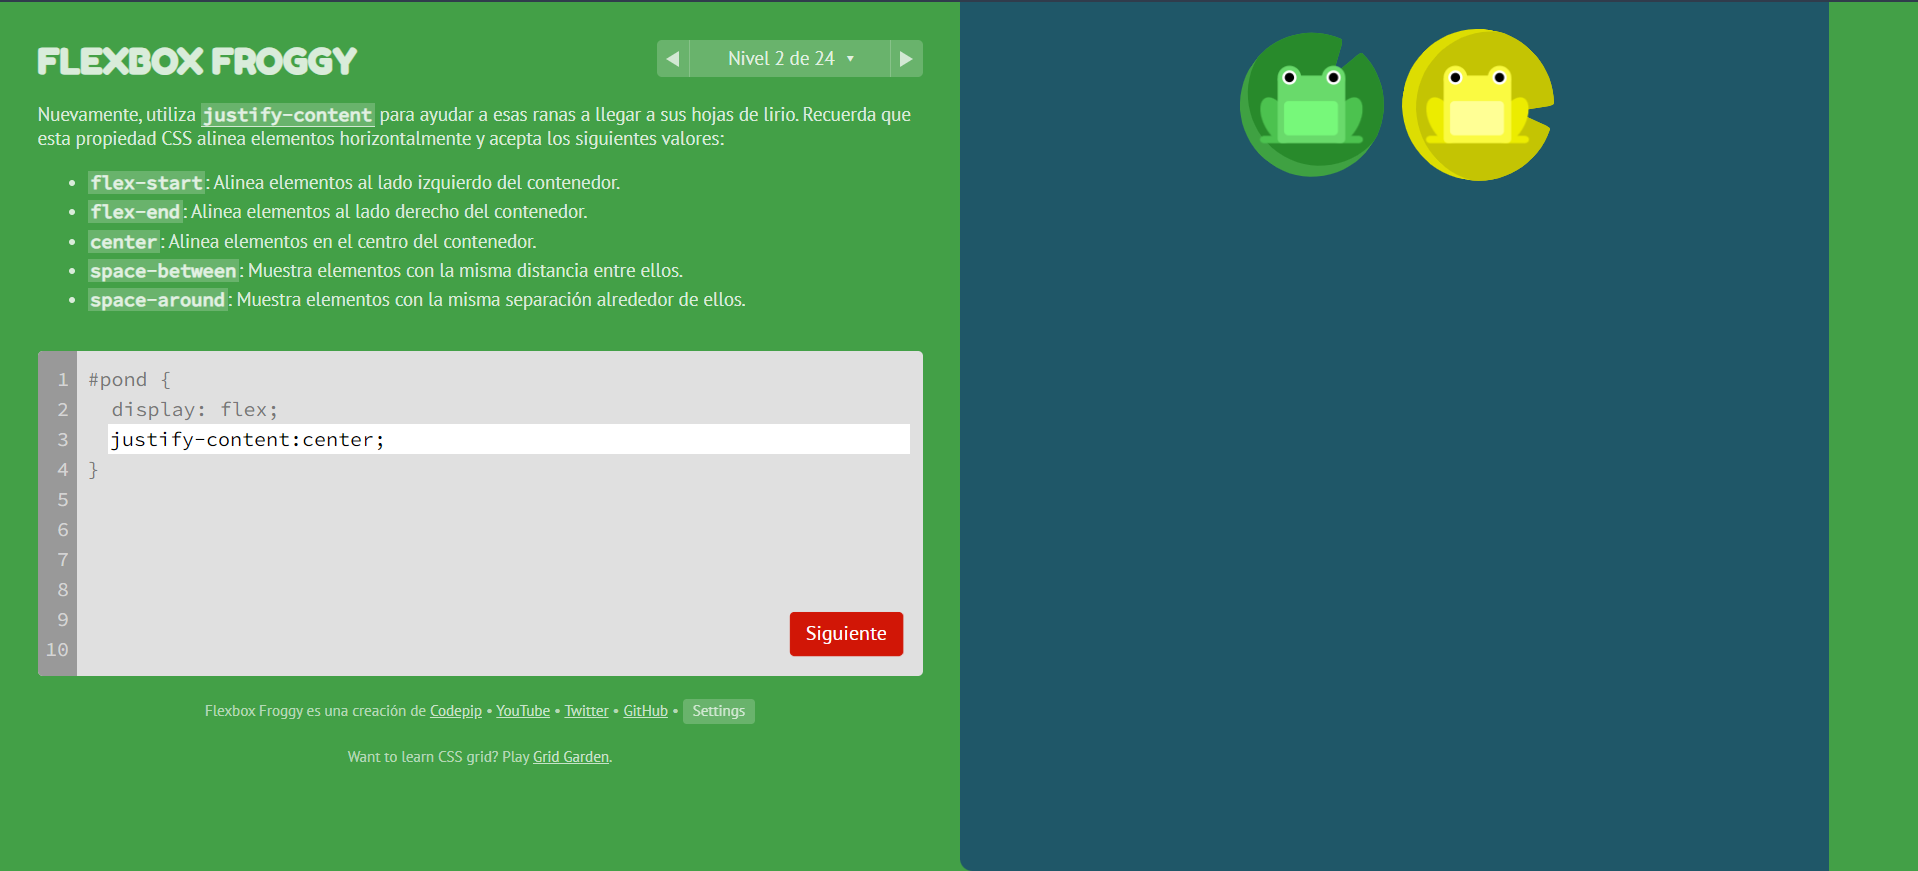 FLEXBOX FROGGY
Nivel 2 de 24
Nuevamente, utiliza justify-content para ayudar a esas ranas a llegar a sus hojas de lirio. Recuerda que
esta propiedad CSS alinea elementos horizontalmente y acepta los siguientes valores:
• flex-start: Alinea elementos al lado izquierdo del contenedor.
• flex-end: Alinea elementos al lado derecho del contenedor.
• center: Alinea elementos en el centro del contenedor.
• space-between: Muestra elementos con la misma distancia entre ellos.
• space-around: Muestra elementos con la misma separación alrededor de ellos.
1 #pond {
2 display: flex;
3 justify-content:center;
4 }
5
6
7
8
9
10
Siguiente
Flexbox Froggy es una creación de Codepip • YouTube • Twitter • GitHub • Settings
Want to learn CSS grid? Play Grid Garden.